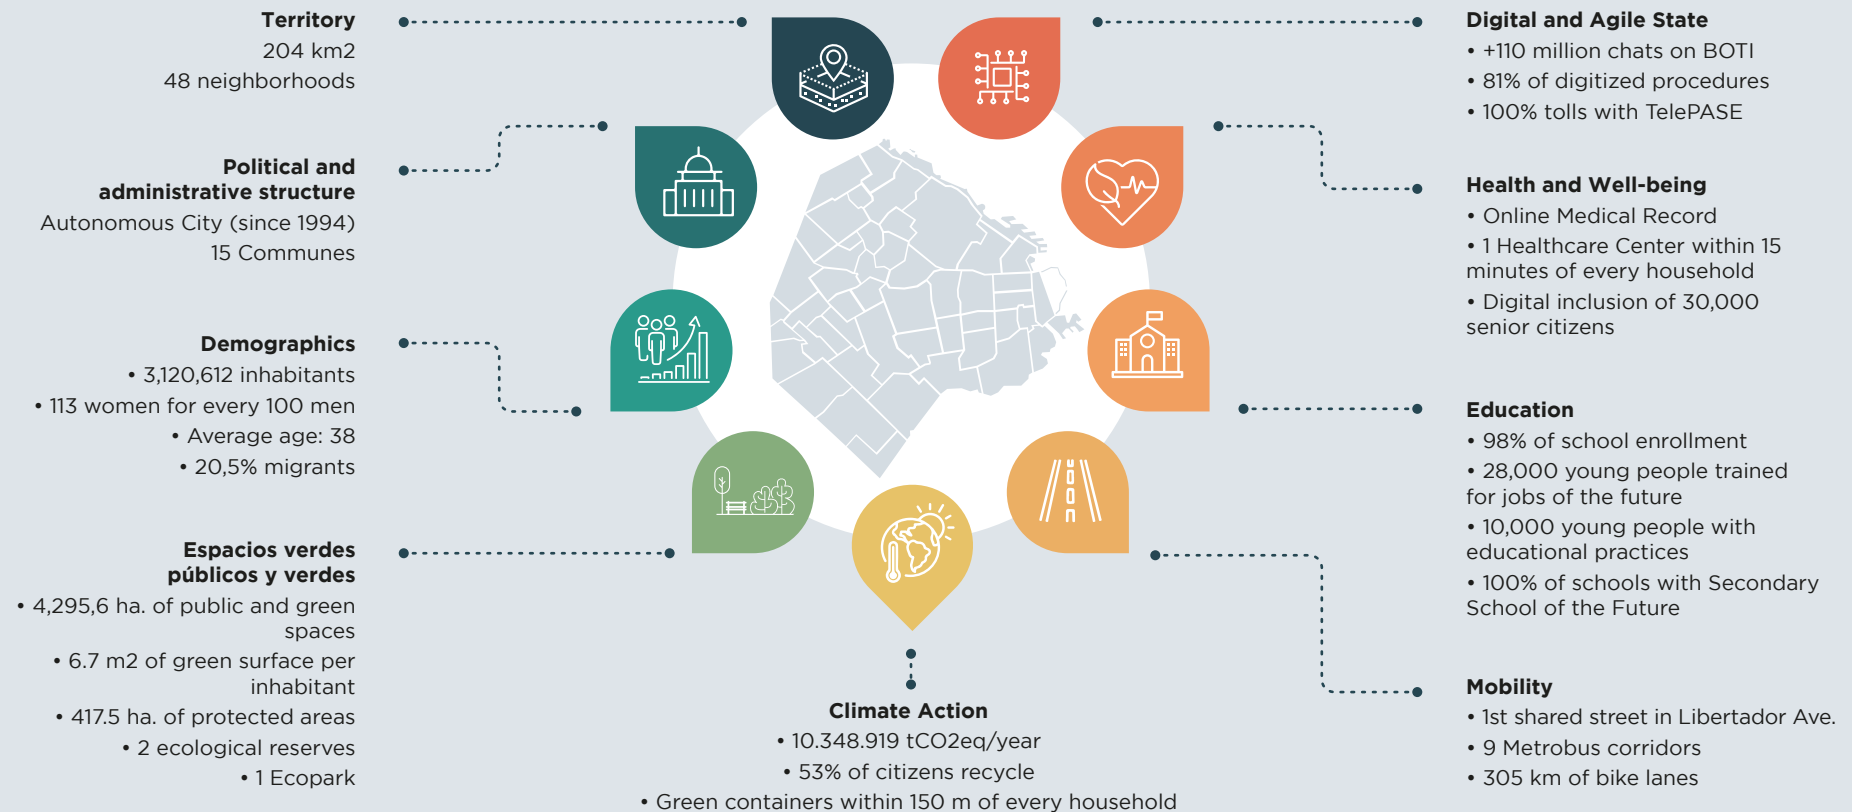 Territory
204 km2
48 neighborhoods
Political and
administrative structure
Autonomous City (since 1994)
15 Communes
Demographics
• 3,120,612 inhabitants
• 113 women for every 100 men
• Average age: 38
• 20,5% migrants
Espacios verdes
públicos y verdes
• 4,295,6 ha. of public and green
spaces
• 6.7 m2 of green surface per
inhabitant
• 417.5 ha. of protected areas
• 2 ecological reserves
• 1 Ecopark
Climate Action
• 10.348.919 tCO2eq/year
• 53% of citizens recycle
• Green containers within 150 m of every household
Digital and Agile State
• +110 million chats on BOTI
• 81% of digitized procedures
• 100% tolls with TelePASE
Health and Well-being
• Online Medical Record
• 1 Healthcare Center within 15
minutes of every household
• Digital inclusion of 30,000
senior citizens
Education
• 98% of school enrollment
• 28,000 young people trained
for jobs of the future
• 10,000 young people with
educational practices
• 100% of schools with Secondary
School of the Future
Mobility
• 1st shared street in Libertador Ave.
• 9 Metrobus corridors
• 305 km of bike lanes